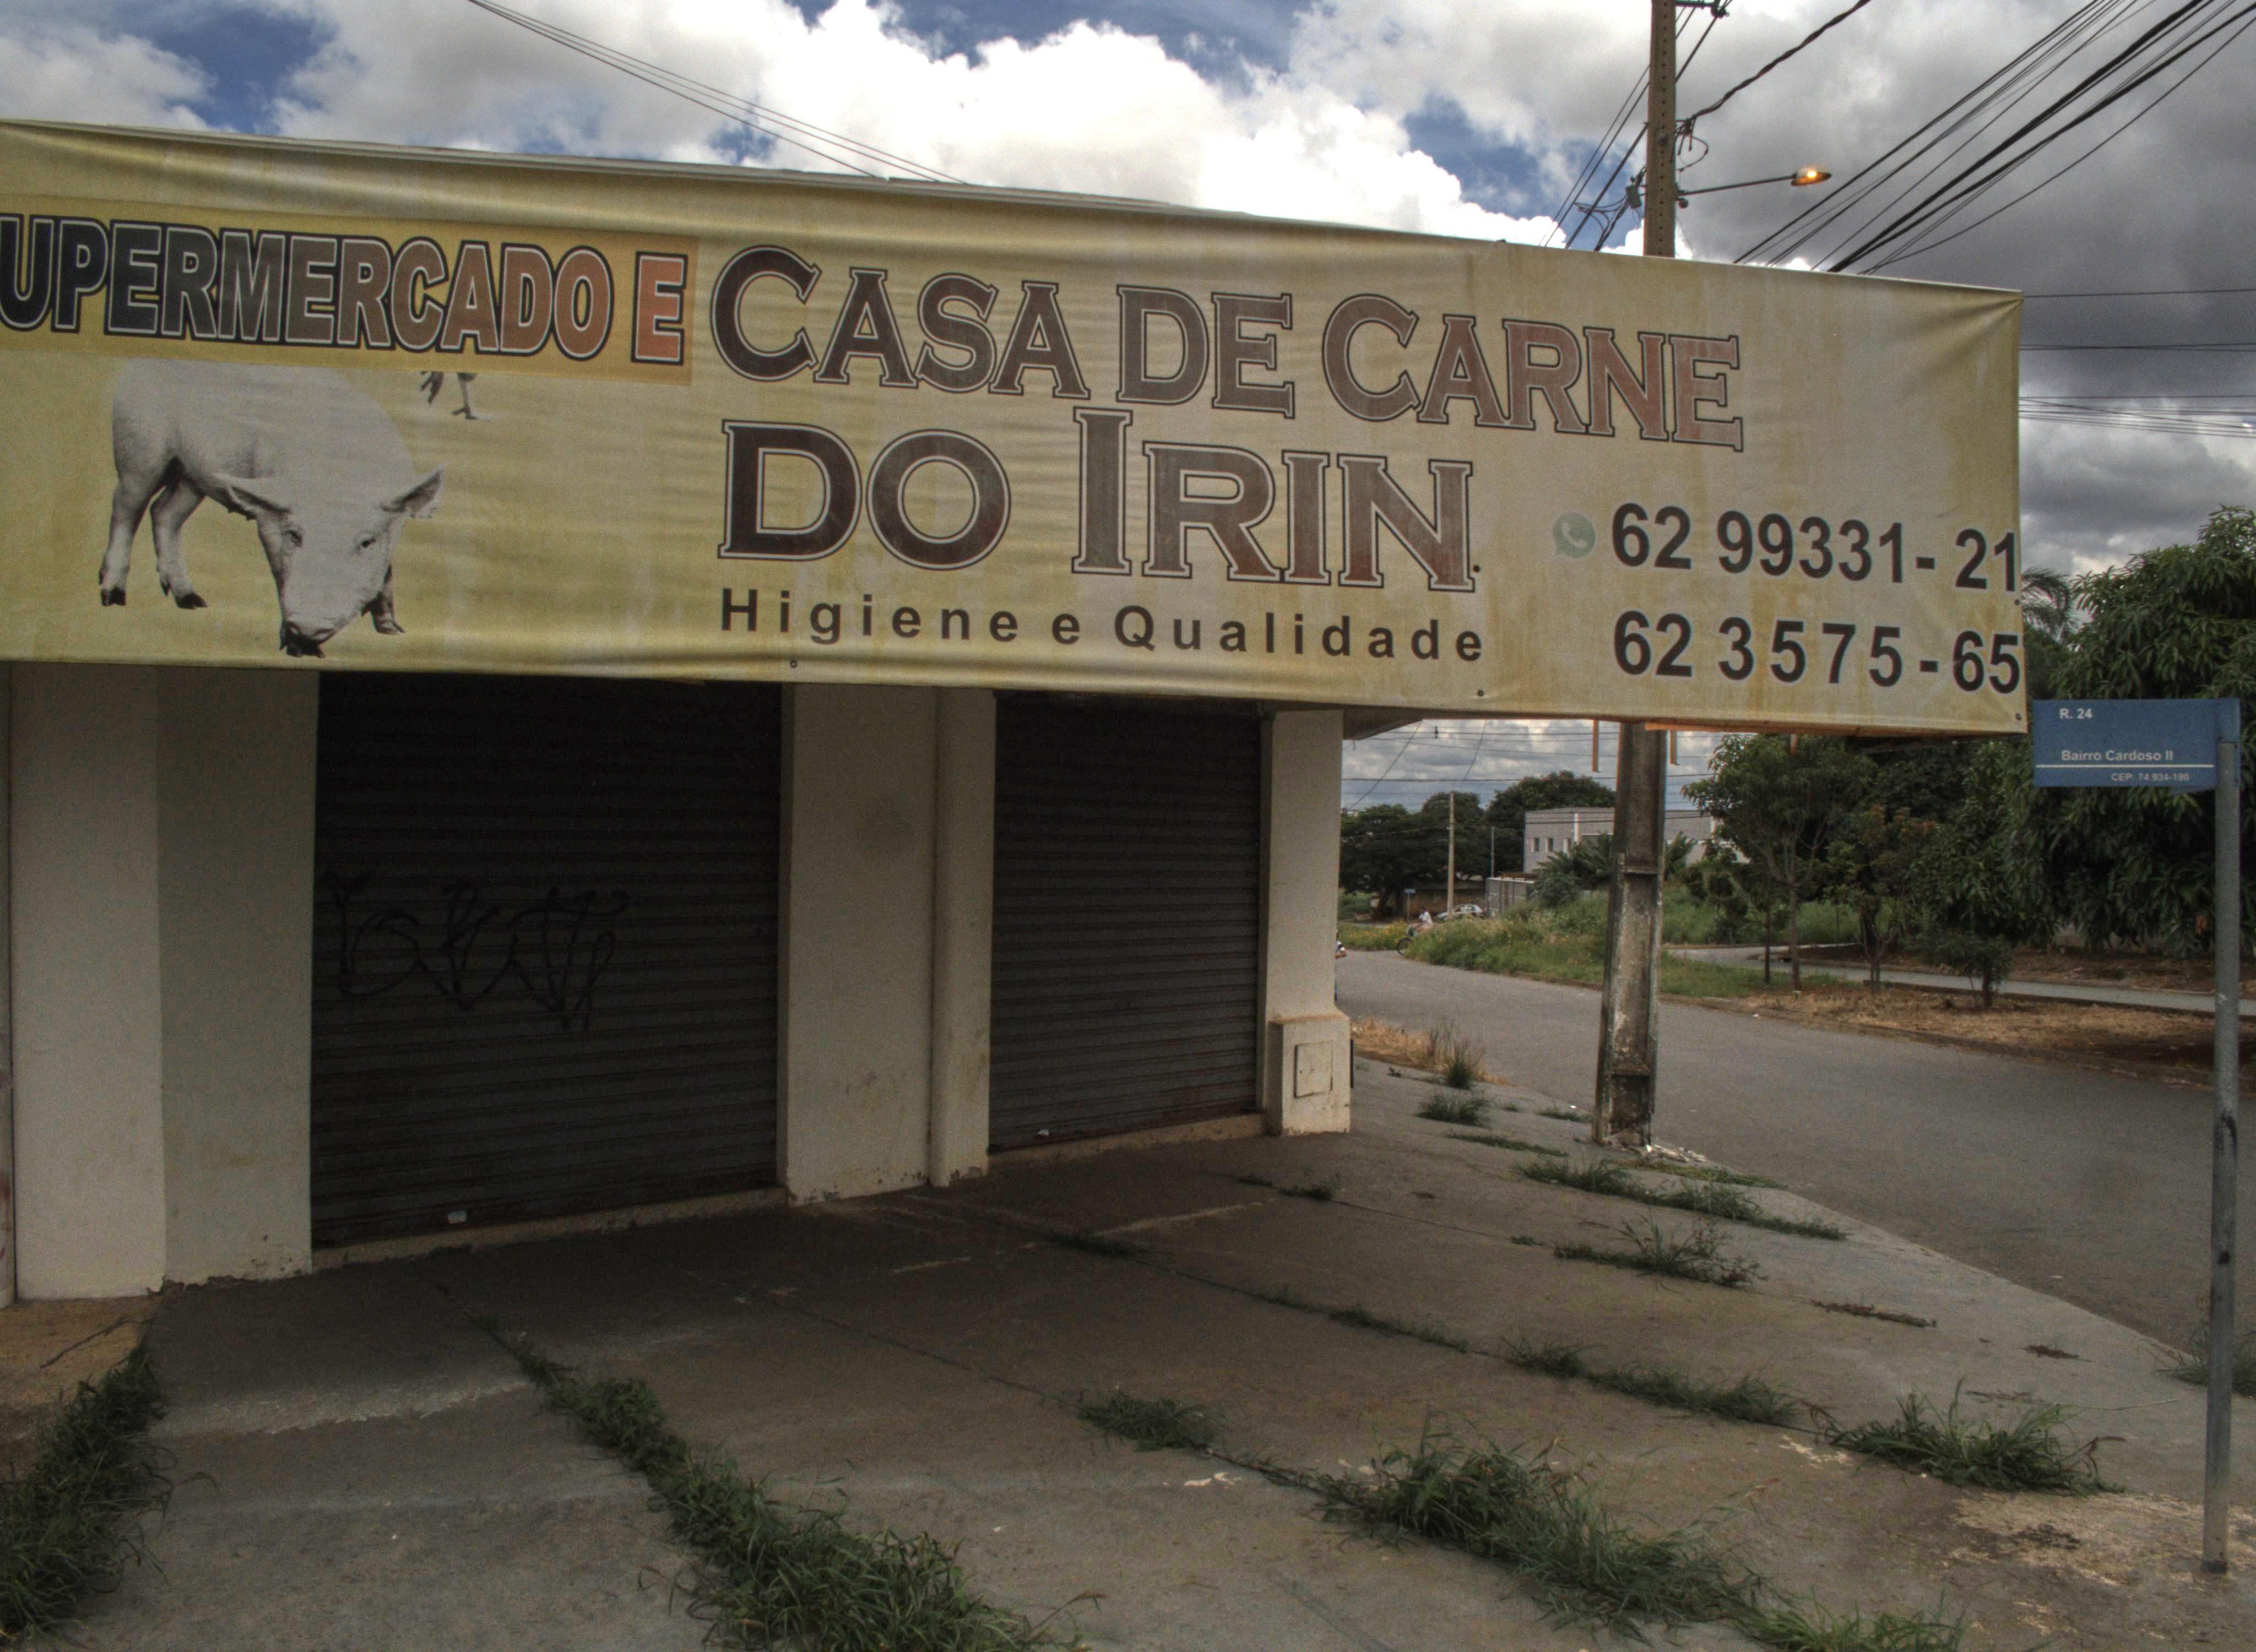 UPERMERCADO E CASA DE CARNE
DO IRIN.
Higiene e Qualidade
62 99331-21
62 3575-65
R. 24
Bairro Cardoso II
CEP: 74.934-199